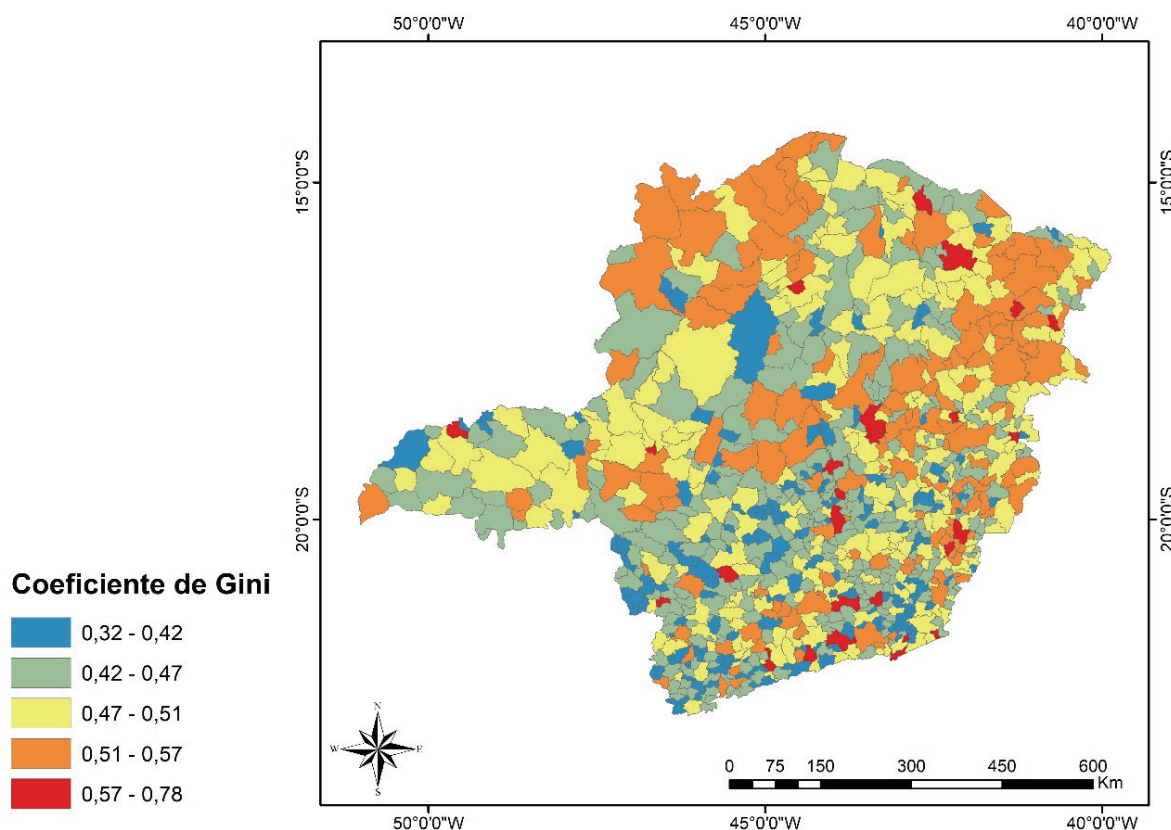 50°0'0"W 45°0'0"W 40°0'0"W
15°0'0"S 15°0'0"S
20°0'0"S 20°0'0"S
Coeficiente de Gini
0,32 - 0,42
0,42 - 0,47
0,47 - 0,51
0,51 - 0,57
0,57 - 0,78
N
W E
S
0 75 150 300 450 600
Km
50°0'0"W 45°0'0"W 40°0'0"W